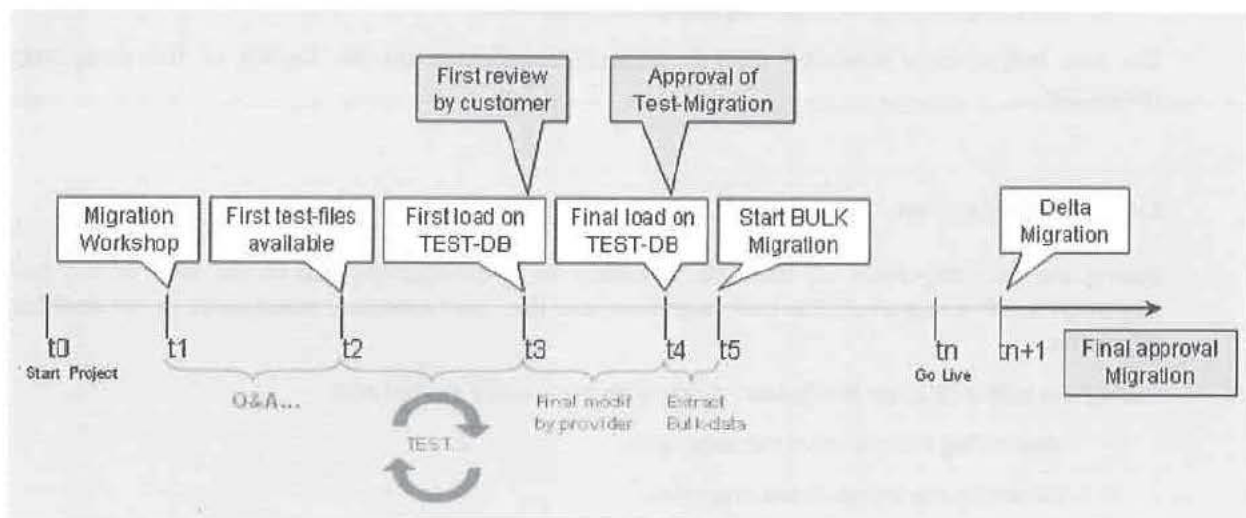 First review
by customer
Approval of
Test-Migration
Migration
Workshop
First test-files
available
First load on
TEST-DB
Final load on
TEST-DB
Start BULK
Migration
Delta
Migration
t0
Start Project
t1
t2
t3
t4
t5
tn
Go Live
tn+1
Final approval
Migration
Q&A...
TEST...
Final modif
by provider
Extract
Bulk-data